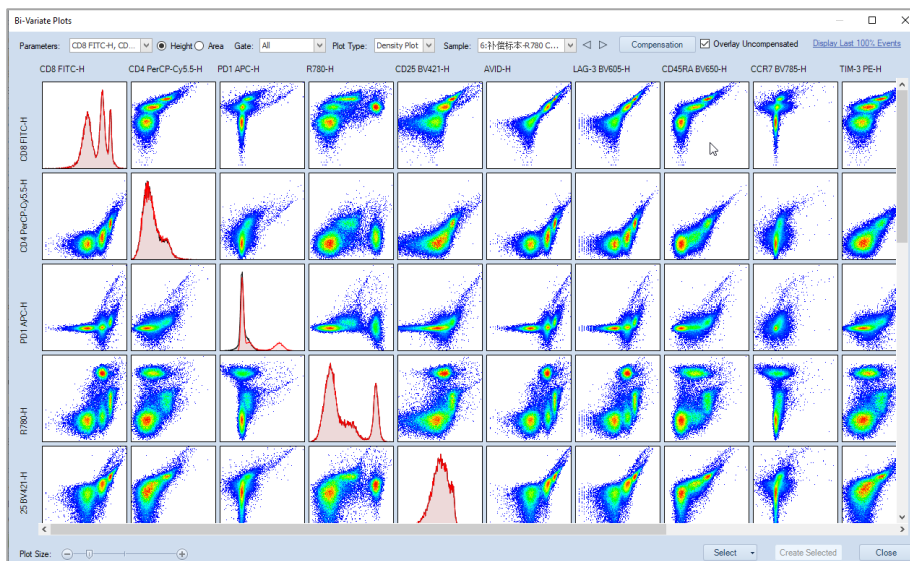 Bi-Variate Plots
Parameters: CD8 FITC-H, CD... Height Area Gate: All Plot Type: Density Plot Sample: 6:补偿标本-R780 C... Compensation Overlay Uncompensated Display Last 100% Events
CD8 FITC-H CD4 PerCP-Cy5.5-H PD1 APC-H R780-H CD25 BV421-H AVID-H LAG-3 BV605-H CD45RA BV650-H CCR7 BV785-H TIM-3 PE-H
CD8 FITC-H
CD4 PerCP-Cy5.5-H
PD1 APC-H
R780-H
25 BV421-H
Plot Size: Select Create Selected Close